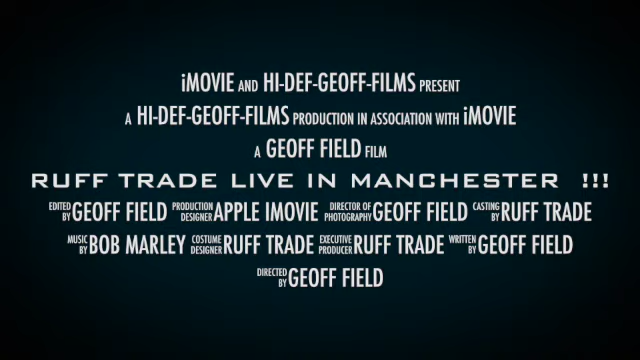 iMOVIE AND HI-DEF-GEOFF-FILMS PRESENT
A HI-DEF-GEOFF-FILMS PRODUCTION IN ASSOCIATION WITH iMOVIE
A GEOFF FIELD FILM
RUFF TRADE LIVE IN MANCHESTER !!!
EDITED BY GEOFF FIELD PRODUCTION DESIGNER APPLE IMOVIE DIRECTOR OF PHOTOGRAPHY GEOFF FIELD CASTING BY RUFF TRADE
MUSIC BY BOB MARLEY COSTUME DESIGNER RUFF TRADE EXECUTIVE PRODUCER RUFF TRADE WRITTEN BY GEOFF FIELD
DIRECTED BY GEOFF FIELD